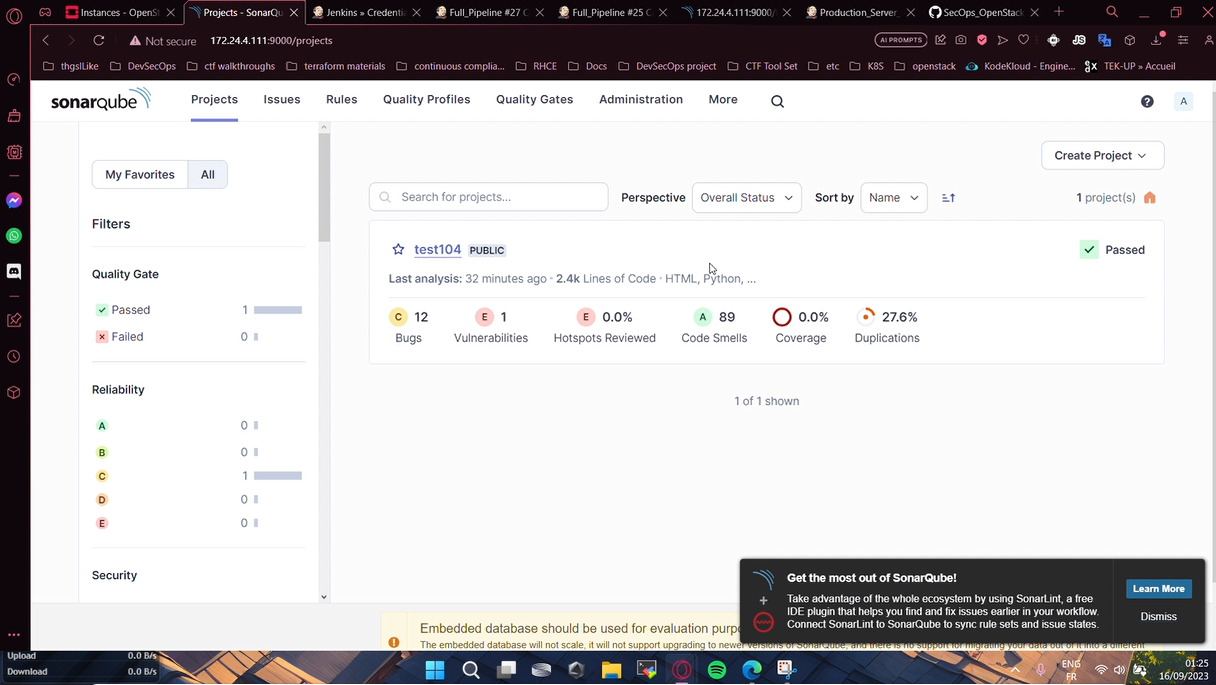 Instances - OpenSt
Projects - SonarQu
Jenkins » Credentia
Full_Pipeline #27 C
Full_Pipeline #25 C
172.24.4.111:9000/
Production_Server_
SecOps_OpenStack
Not secure 172.24.4.111:9000/projects
AI PROMPTS
JS
thgslLike DevSecOps ctf walkthroughs terraform materials continuous complia... RHCE Docs DevSecOps project CTF Tool Set etc K8S openstack KodeKloud - Engine... TEK-UP » Accueil
sonarqube Projects Issues Rules Quality Profiles Quality Gates Administration More
A
Create Project
My Favorites All
Search for projects...
Perspective Overall Status Sort by Name 1 project(s)
Filters
test104 PUBLIC Passed
Last analysis: 32 minutes ago · 2.4k Lines of Code · HTML, Python, ...
Quality Gate
Passed 1
Failed 0
C 12 E 1 E 0.0% A 89 0.0% 27.6%
Bugs Vulnerabilities Hotspots Reviewed Code Smells Coverage Duplications
Reliability
1 of 1 shown
A 0
B 0
C 1
D 0
E 0
Security
Get the most out of SonarQube!
Take advantage of the whole ecosystem by using SonarLint, a free
IDE plugin that helps you find and fix issues earlier in your workflow.
Connect SonarLint to SonarQube to sync rule sets and issue states.
Learn More
Dismiss
Embedded database should be used for evaluation purpo
The embedded database will not scale, it will not support upgrading to newer versions of SonarQube, and there is no support for migrating your data out of it into a different
Upload 0.0 B/s
Download 0.0 B/s
ENG
FR
01:25
16/09/2023